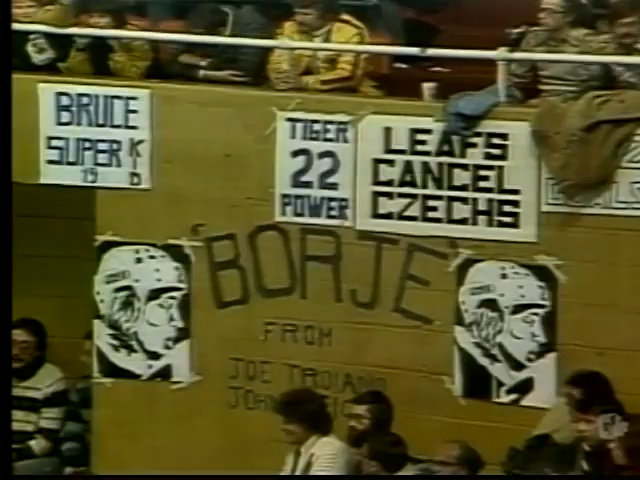 BRUCE
SUPER KID
19
TIGER
22
POWER
LEAFS
CANCEL
CZECHS
'BORJE'
FROM
JOE TROIANO